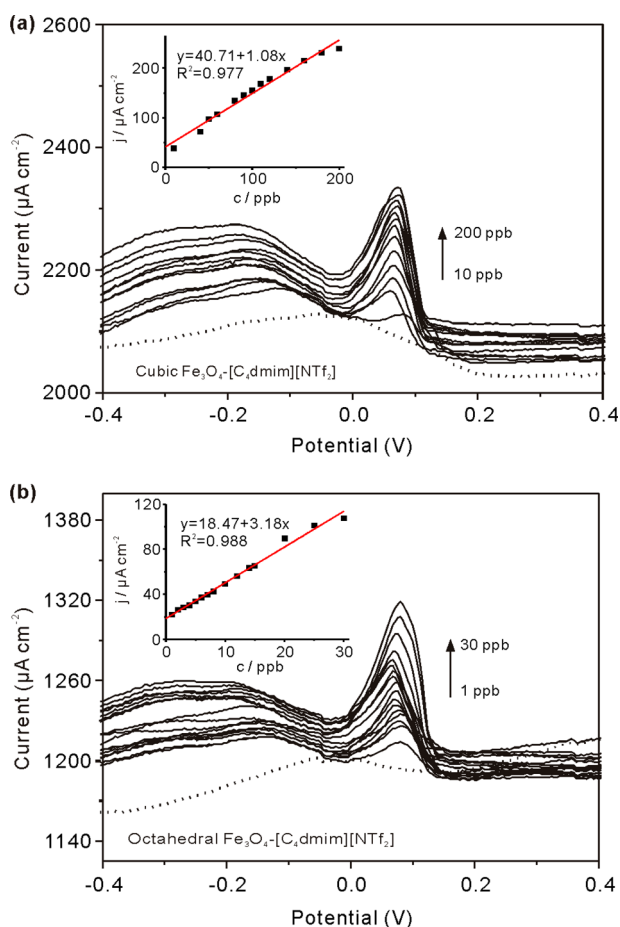 (a)
2600
2400
2200
2000
Current (µA cm⁻²)
y=40.71+1.08x
R²=0.977
200
100
0
j / µA cm⁻²
0 100 200
c / ppb
200 ppb
10 ppb
Cubic Fe₃O₄-[C₄dmim][NTf₂]
-0.4 -0.2 0.0 0.2 0.4
Potential (V)
(b)
1380
1320
1260
1200
1140
Current (µA cm⁻²)
120
80
40
0
j / µA cm⁻²
y=18.47+3.18x
R²=0.988
0 10 20 30
c / ppb
30 ppb
1 ppb
Octahedral Fe₃O₄-[C₄dmim][NTf₂]
-0.4 -0.2 0.0 0.2 0.4
Potential (V)